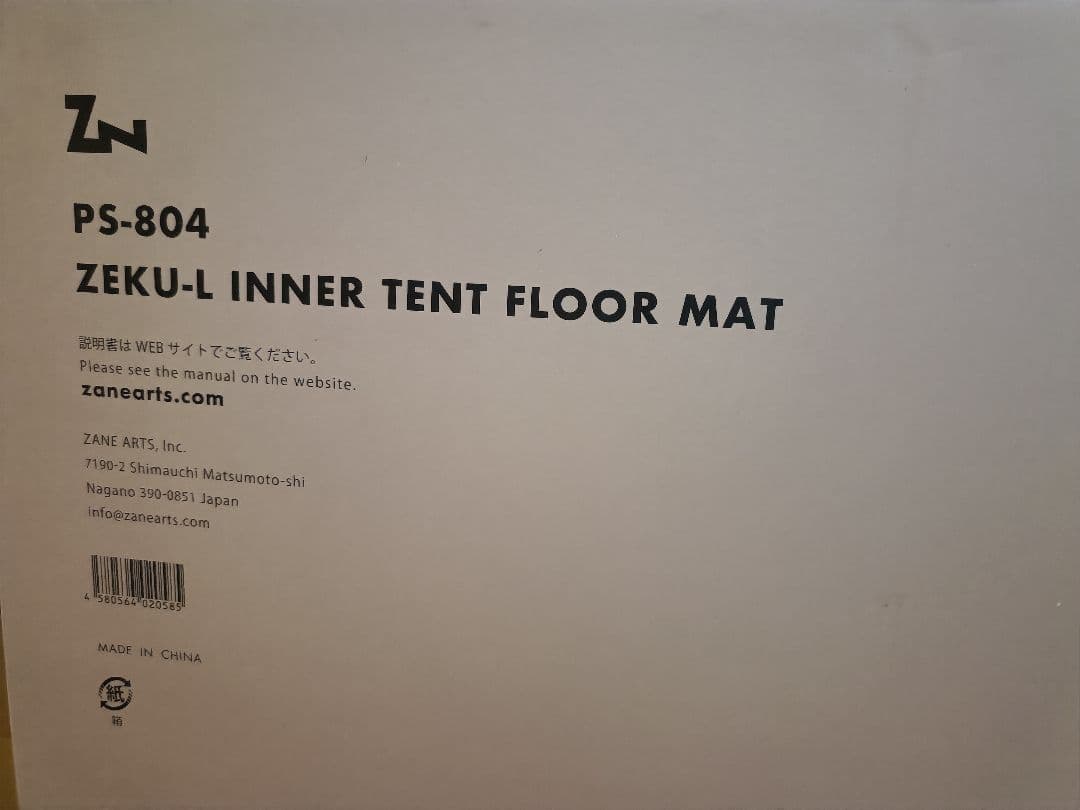 ZN
PS-804
ZEKU-L INNER TENT FLOOR MAT
説明書は WEB サイトでご覧ください。
Please see the manual on the website.
zanearts.com
ZANE ARTS, Inc.
7190-2 Shimauchi Matsumoto-shi
Nagano 390-0851 Japan
info@zanearts.com
4 580564 020585
MADE IN CHINA
紙
箱